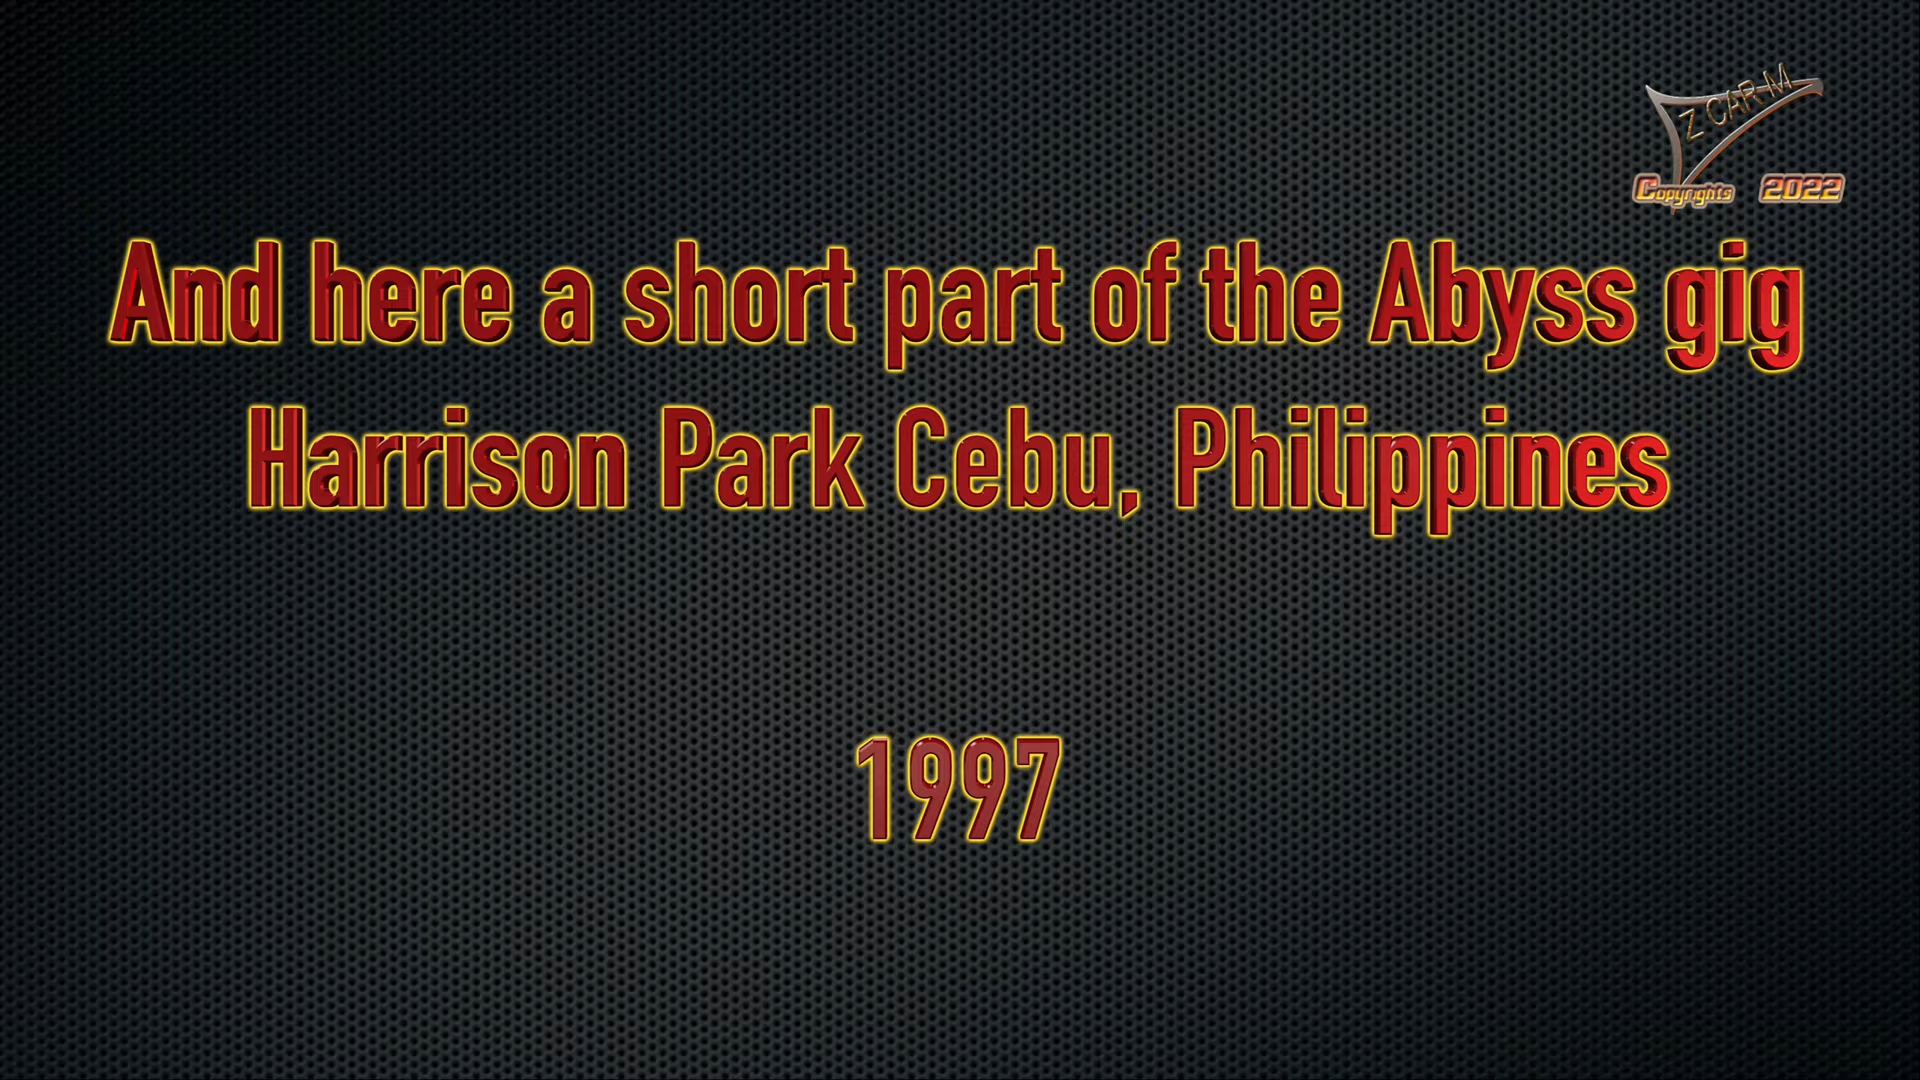 Z CAR-M
Copyrights 2022
And here a short part of the Abyss gig
Harrison Park Cebu, Philippines
1997